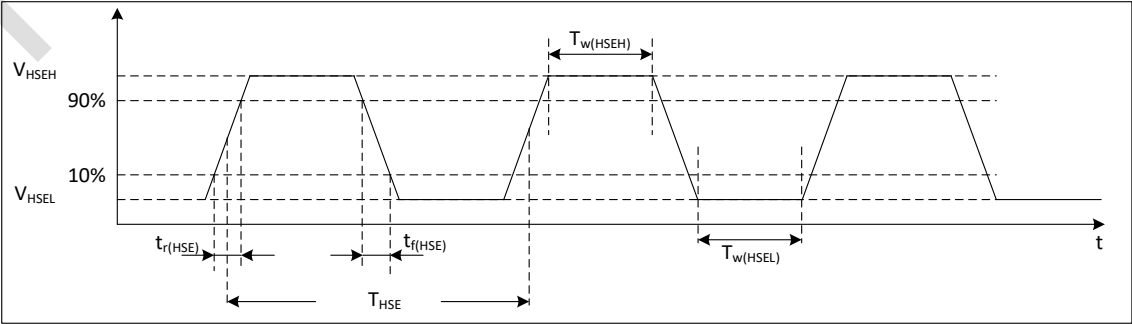 T_w(HSEH)
V_HSEH
90%
10%
V_HSEL
t_r(HSE)
t_f(HSE)
T_w(HSEL)
t
T_HSE